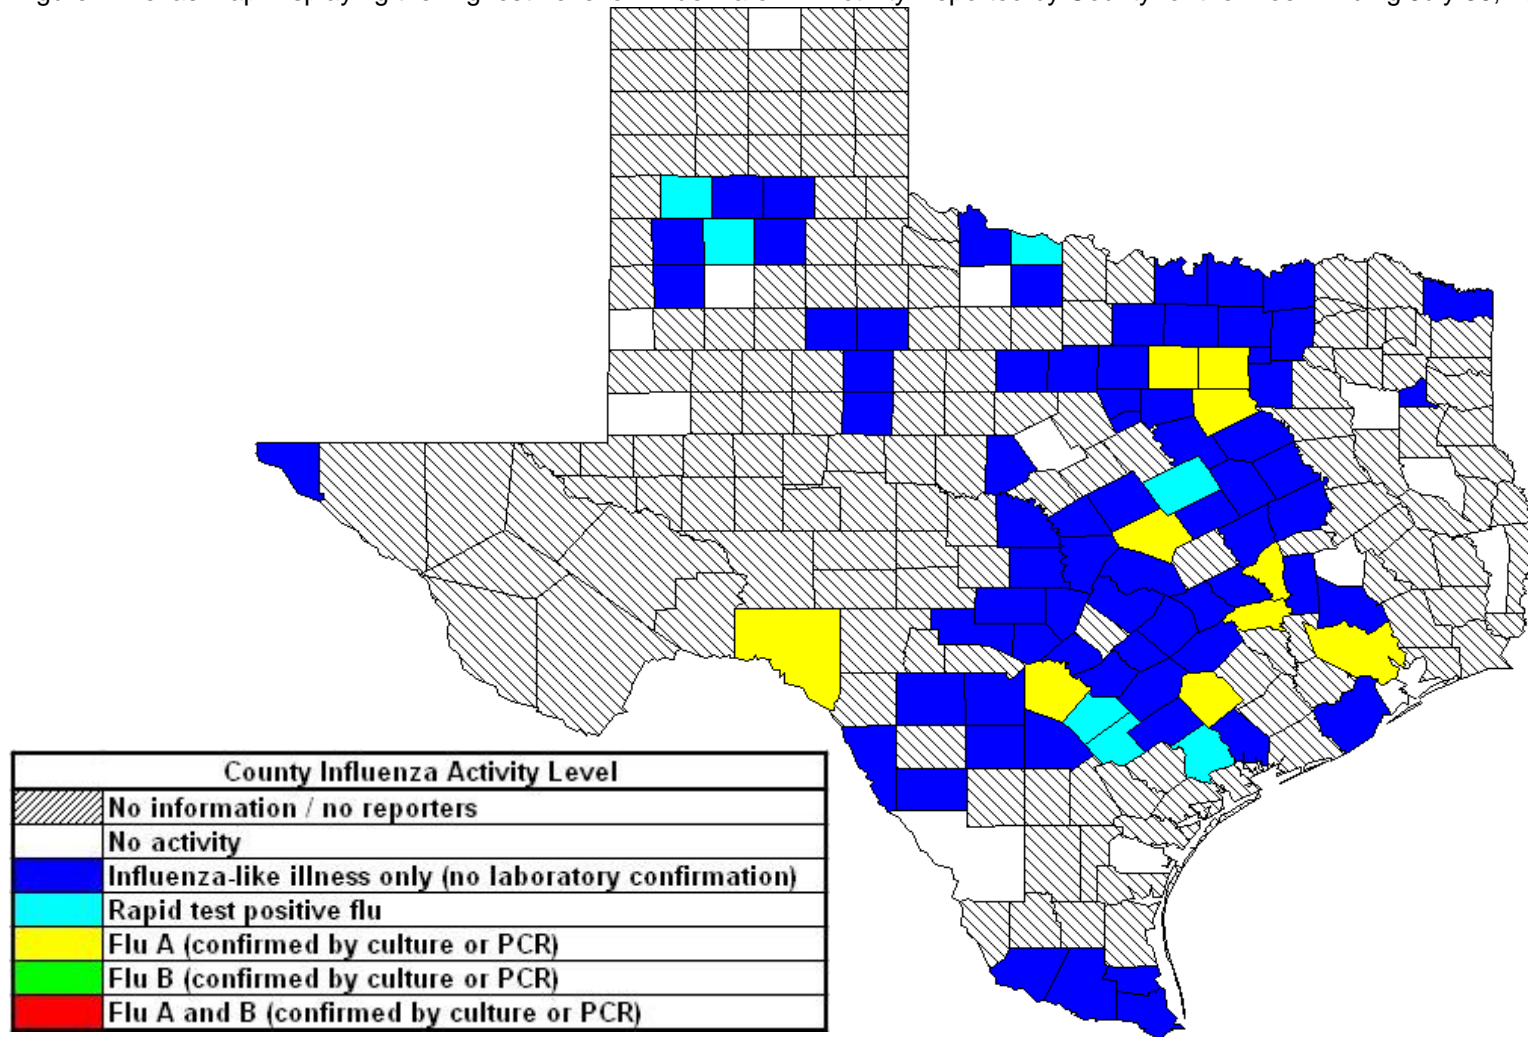 County Influenza Activity Level
No information / no reporters
No activity
Influenza-like illness only (no laboratory confirmation)
Rapid test positive flu
Flu A (confirmed by culture or PCR)
Flu B (confirmed by culture or PCR)
Flu A and B (confirmed by culture or PCR)